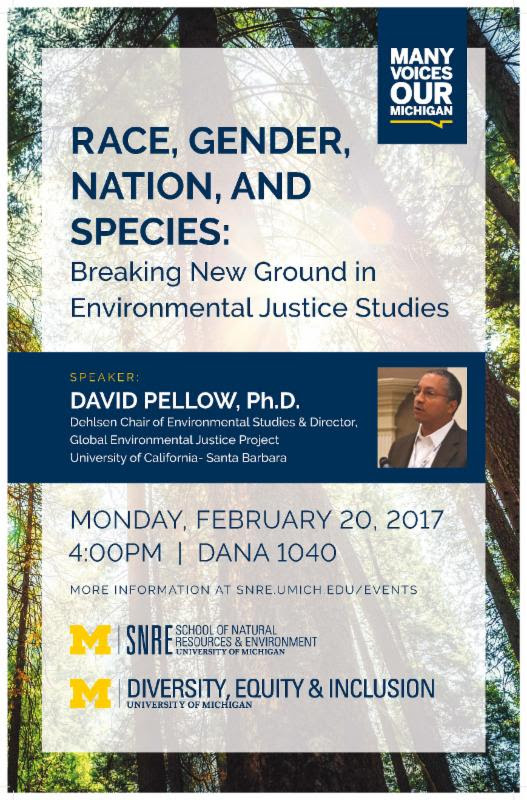 MANY
VOICES
OUR
MICHIGAN
RACE, GENDER,
NATION, AND
SPECIES:
Breaking New Ground in
Environmental Justice Studies
SPEAKER:
DAVID PELLOW, Ph.D.
Dehlsen Chair of Environmental Studies & Director,
Global Environmental Justice Project
University of California- Santa Barbara
MONDAY, FEBRUARY 20, 2017
4:00PM | DANA 1040
MORE INFORMATION AT SNRE.UMICH.EDU/EVENTS
M SNRE SCHOOL OF NATURAL
RESOURCES & ENVIRONMENT
UNIVERSITY OF MICHIGAN
M DIVERSITY, EQUITY & INCLUSION
UNIVERSITY OF MICHIGAN